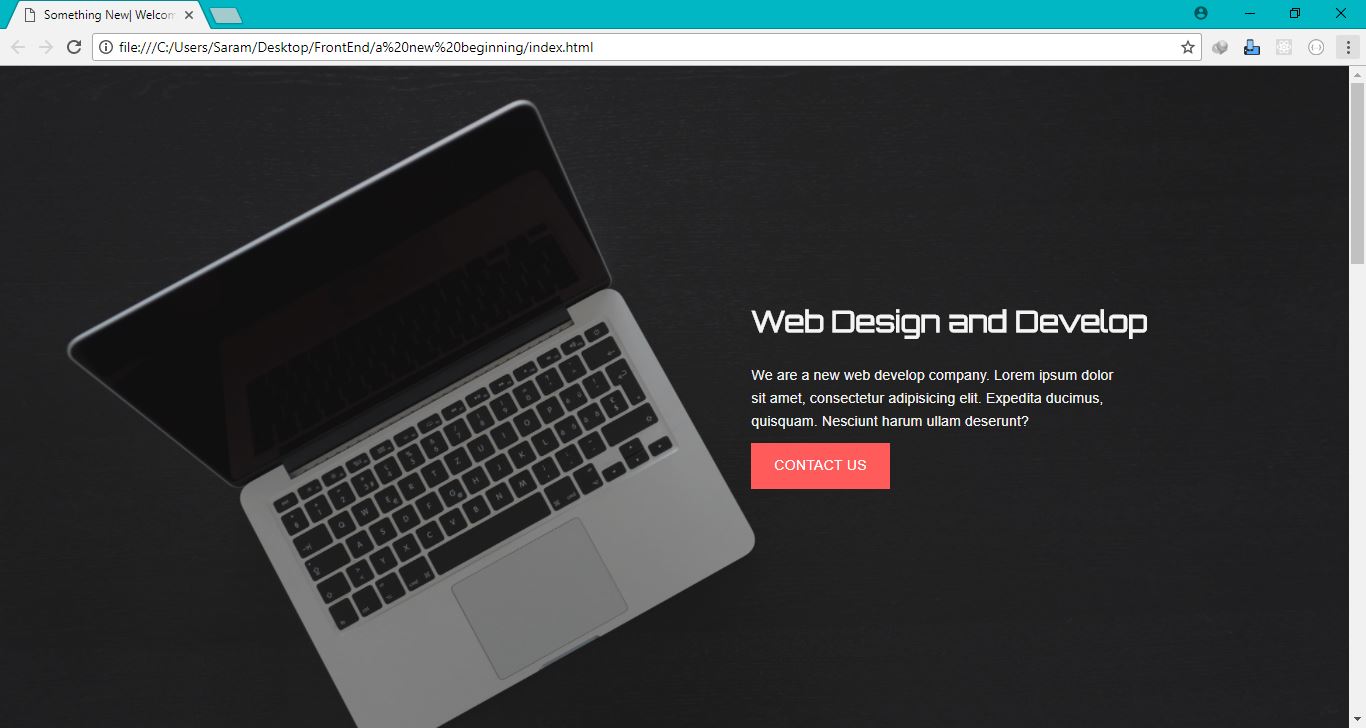 Something New| Welcom
file:///C:/Users/Saram/Desktop/FrontEnd/a%20new%20beginning/index.html
Web Design and Develop
We are a new web develop company. Lorem ipsum dolor
sit amet, consectetur adipisicing elit. Expedita ducimus,
quisquam. Nesciunt harum ullam deserunt?
CONTACT US